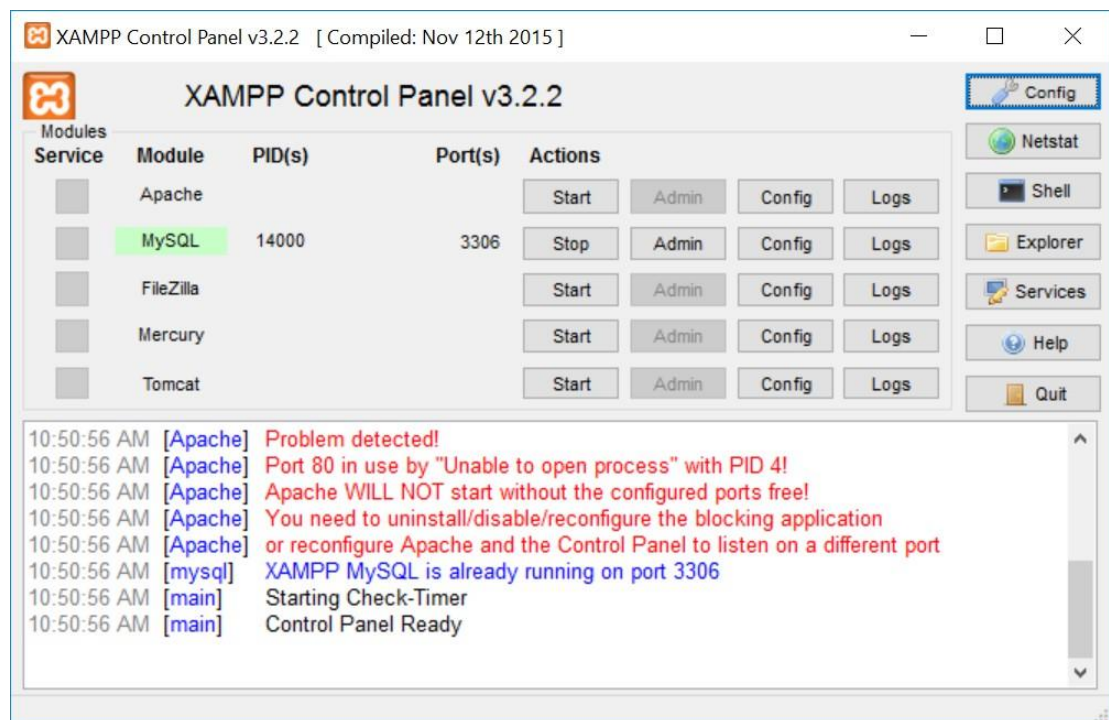 XAMPP Control Panel v3.2.2 [ Compiled: Nov 12th 2015 ]
XAMPP Control Panel v3.2.2
Config
Modules
Service Module PID(s) Port(s) Actions
Netstat
Apache Start Admin Config Logs
Shell
MySQL 14000 3306 Stop Admin Config Logs
Explorer
FileZilla Start Admin Config Logs
Services
Mercury Start Admin Config Logs
Help
Tomcat Start Admin Config Logs
Quit
10:50:56 AM [Apache] Problem detected!
10:50:56 AM [Apache] Port 80 in use by "Unable to open process" with PID 4!
10:50:56 AM [Apache] Apache WILL NOT start without the configured ports free!
10:50:56 AM [Apache] You need to uninstall/disable/reconfigure the blocking application
10:50:56 AM [Apache] or reconfigure Apache and the Control Panel to listen on a different port
10:50:56 AM [mysql] XAMPP MySQL is already running on port 3306
10:50:56 AM [main] Starting Check-Timer
10:50:56 AM [main] Control Panel Ready